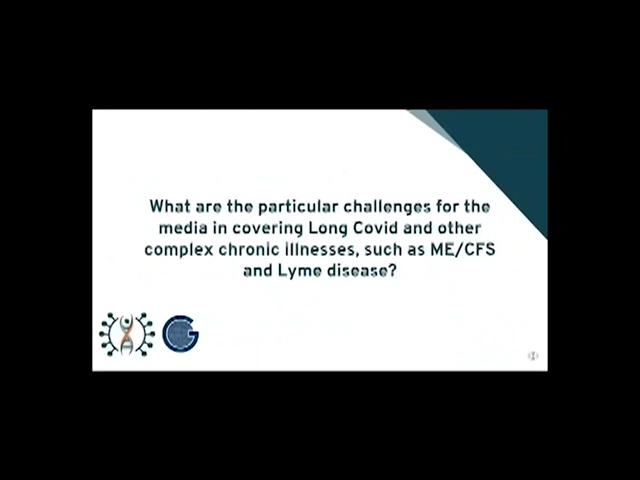 What are the particular challenges for the
media in covering Long Covid and other
complex chronic illnesses, such as ME/CFS
and Lyme disease?